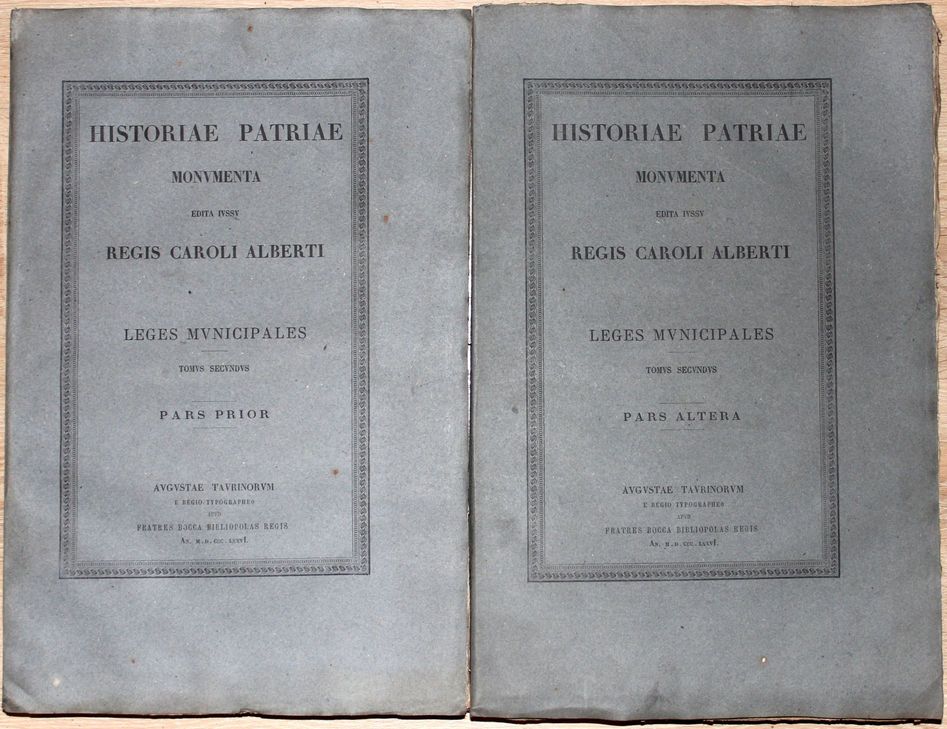 HISTORIAE PATRIAE
MONVMENTA
EDITA IVSSV
REGIS CAROLI ALBERTI
LEGES MVNICIPALES
TOMVS SECVNDVS
PARS PRIOR
AVGVSTAE TAVRINORVM
E REGIO TYPOGRAPHEO
APVD
FRATRES BOCCA BIBLIOPOLAS REGIS
AN. M. D. CCC. LXXVI.
HISTORIAE PATRIAE
MONVMENTA
EDITA IVSSV
REGIS CAROLI ALBERTI
LEGES MVNICIPALES
TOMVS SECVNDVS
PARS ALTERA
AVGVSTAE TAVRINORVM
E REGIO TYPOGRAPHEO
APVD
FRATRES BOCCA BIBLIOPOLAS REGIS
AN. M. D. CCC. LXXVI.